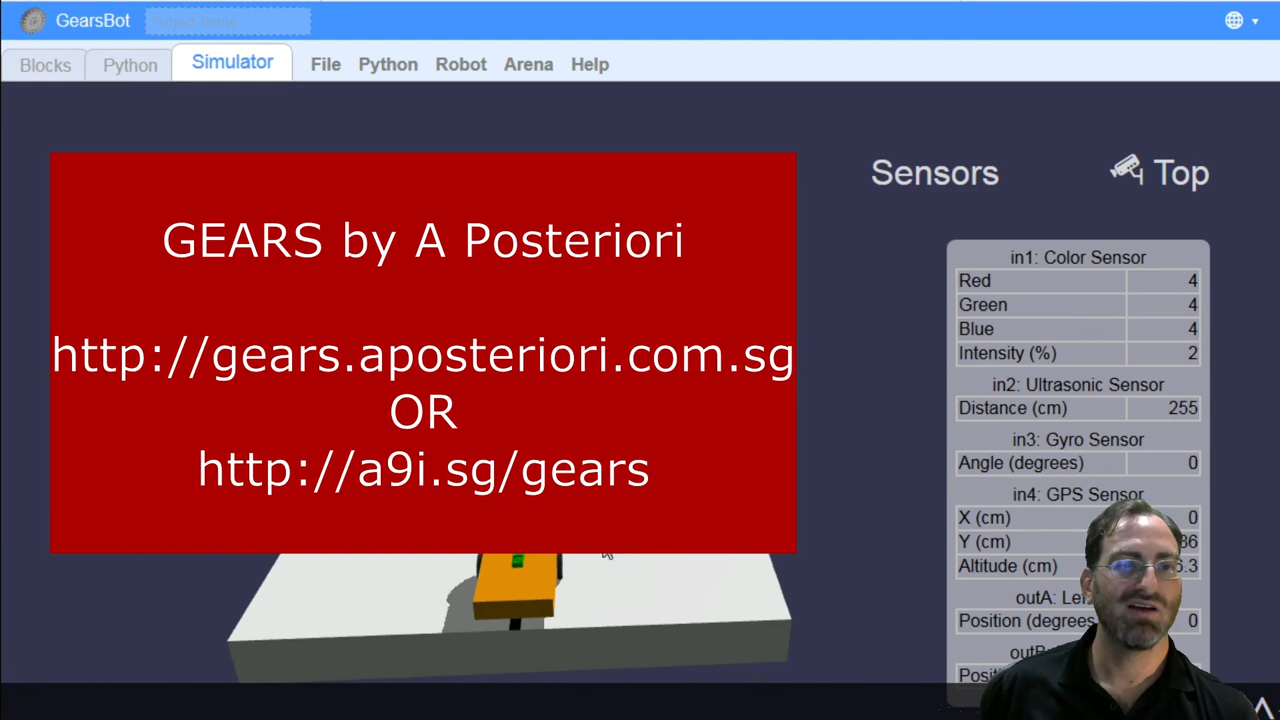 GearsBot
Project Name
Blocks Python Simulator File Python Robot Arena Help
Sensors Top
GEARS by A Posteriori
http://gears.aposteriori.com.sg
OR
http://a9i.sg/gears
in1: Color Sensor
Red 4
Green 4
Blue 4
Intensity (%) 2
in2: Ultrasonic Sensor
Distance (cm) 255
in3: Gyro Sensor
Angle (degrees) 0
in4: GPS Sensor
X (cm) 0
Y (cm)
Altitude (cm)
outA:
Position (degrees 0